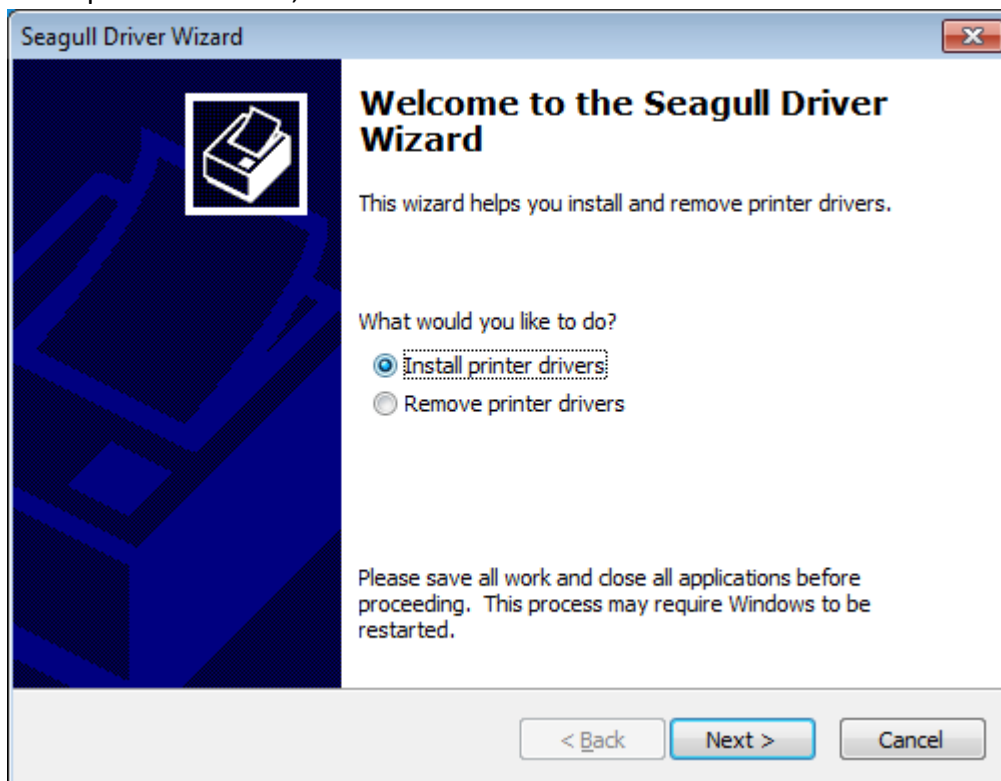 Seagull Driver Wizard
Welcome to the Seagull Driver
Wizard
This wizard helps you install and remove printer drivers.
What would you like to do?
Install printer drivers
Remove printer drivers
Please save all work and close all applications before
proceeding.  This process may require Windows to be
restarted.
< Back
Next >
Cancel